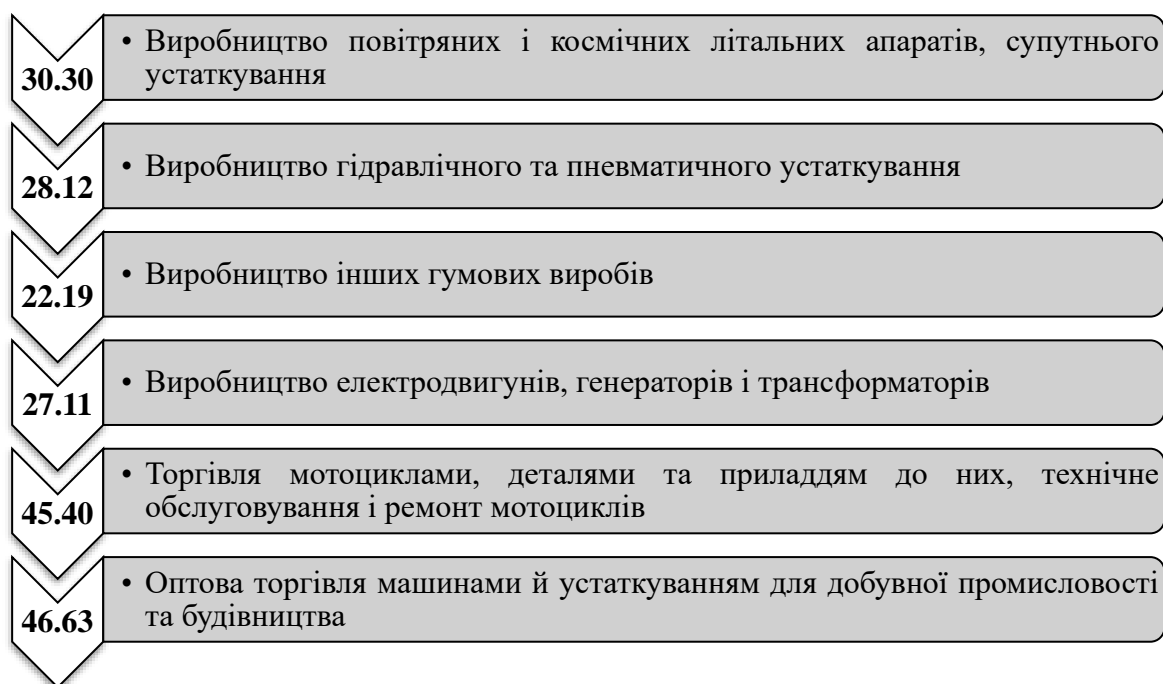 30.30
• Виробництво повітряних і космічних літальних апаратів, супутнього
устаткування
28.12
• Виробництво гідравлічного та пневматичного устаткування
22.19
• Виробництво інших гумових виробів
27.11
• Виробництво електродвигунів, генераторів і трансформаторів
45.40
• Торгівля мотоциклами, деталями та приладдям до них, технічне
обслуговування і ремонт мотоциклів
46.63
• Оптова торгівля машинами й устаткуванням для добувної промисловості
та будівництва